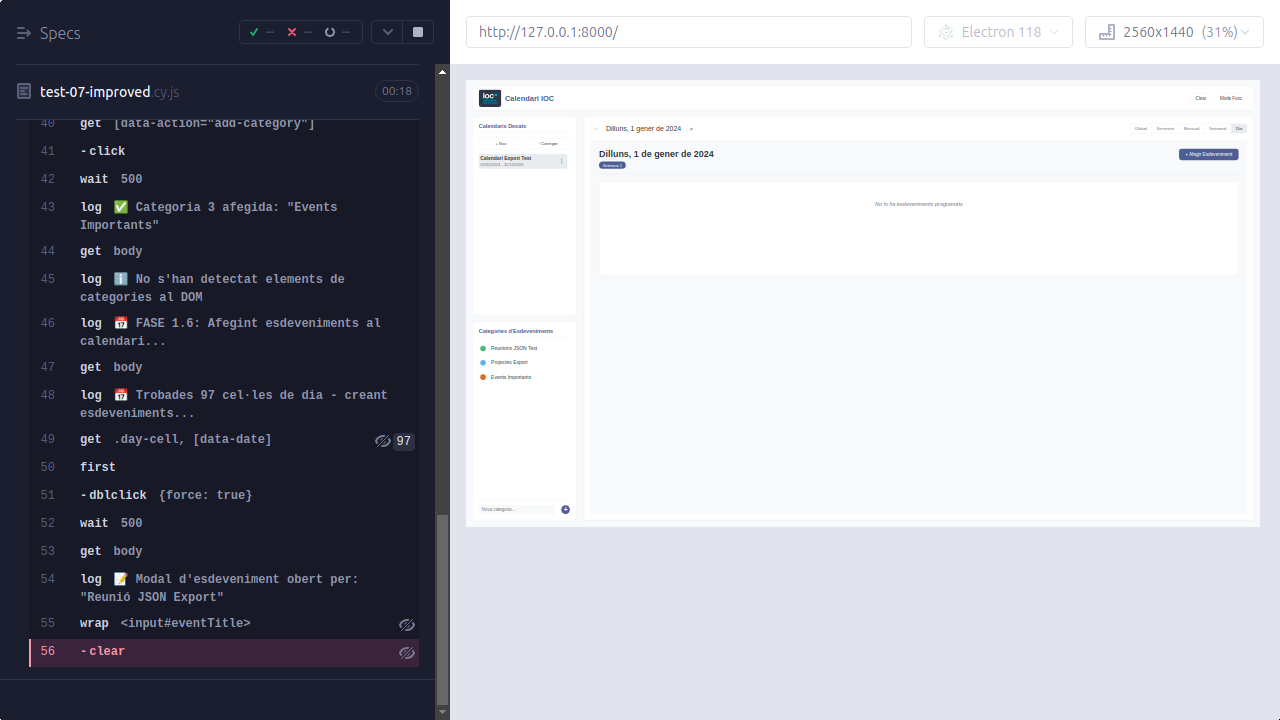 Specs
--
--
--
test-07-improved.cy.js
00:18
40 get [data-action="add-category"]
41 -click
42 wait 500
43 log ✅ Categoria 3 afegida: "Events
Importants"
44 get body
45 log ℹ️ No s'han detectat elements de
categories al DOM
46 log 📅 FASE 1.6: Afegint esdeveniments al
calendari...
47 get body
48 log 📅 Trobades 97 cel·les de dia - creant
esdeveniments...
49 get .day-cell, [data-date] 97
50 first
51 -dblclick {force: true}
52 wait 500
53 get body
54 log 📝 Modal d'esdeveniment obert per:
"Reunió JSON Export"
55 wrap <input#eventTitle>
56 -clear
http://127.0.0.1:8000/
Electron 118
2560x1440 (31%)
ioc
Calendari IOC
Clear
Mode Fosc
Calendaris Desats
+ Nou
Calendari Export Test
Dilluns, 1 gener de 2024 >
Global
Semestre
Mensual
Setmanal
Dia
Dilluns, 1 de gener de 2024
Setmana 1
+ Afegir Esdeveniment
No hi ha esdeveniments programats
Categories d'Esdeveniments
Reunions JSON Test
Projectes Export
Events Importants
Nova categoria...
+